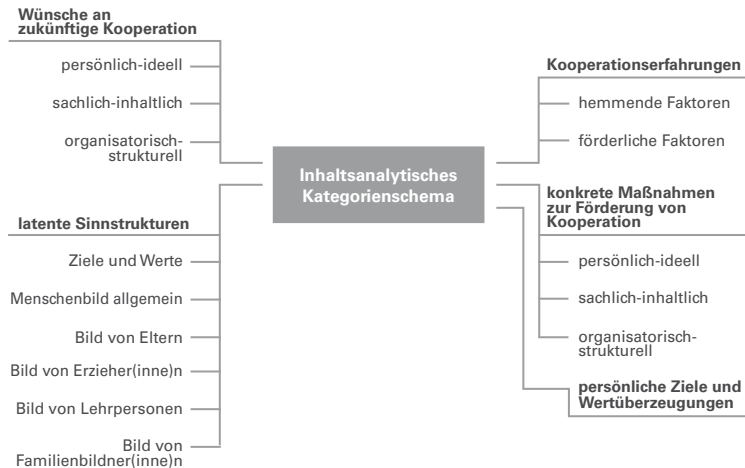 Wünsche an
zukünftige Kooperation
persönlich-ideell
sachlich-inhaltlich
organisatorisch-
strukturell
latente Sinnstrukturen
Ziele und Werte
Menschenbild allgemein
Bild von Eltern
Bild von Erzieher(inne)n
Bild von Lehrpersonen
Bild von
Familienbildner(inne)n
Inhaltsanalytisches
Kategorienschema
Kooperationserfahrungen
hemmende Faktoren
förderliche Faktoren
konkrete Maßnahmen
zur Förderung von
Kooperation
persönlich-ideell
sachlich-inhaltlich
organisatorisch-
strukturell
persönliche Ziele und
Wertüberzeugungen